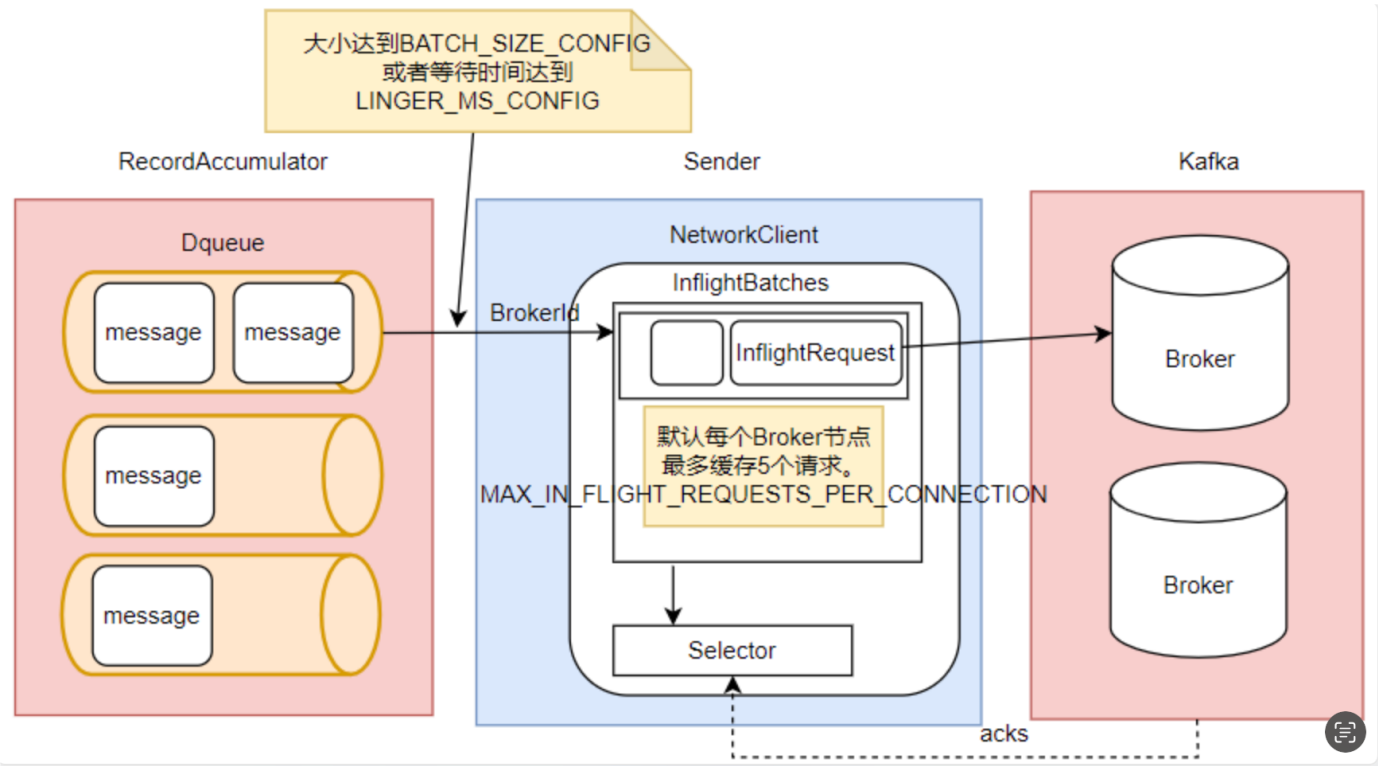 大小达到BATCH_SIZE_CONFIG
或者等待时间达到
LINGER_MS_CONFIG
RecordAccumulator
Sender
Kafka
Dqueue
message
message
message
message
NetworkClient
InflightBatches
BrokerId
InflightRequest
默认每个Broker节点
最多缓存5个请求。
MAX_IN_FLIGHT_REQUESTS_PER_CONNECTION
Selector
Broker
Broker
acks